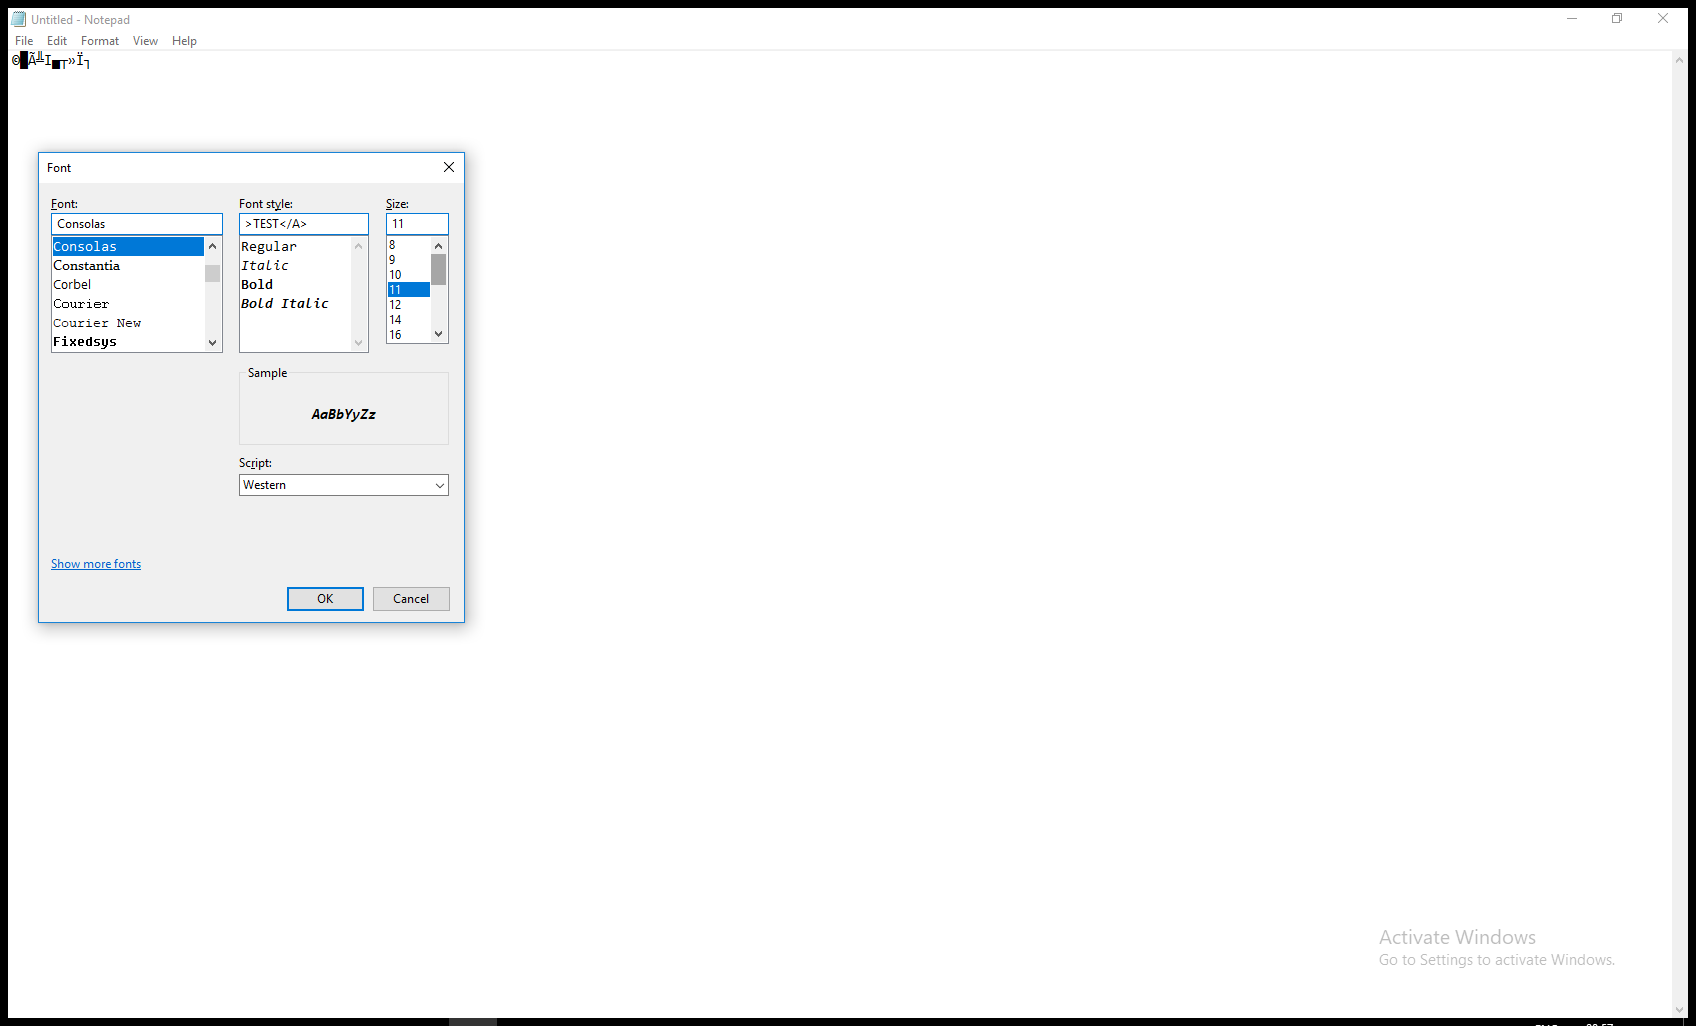 Untitled - Notepad
File Edit Format View Help
Font
Font: Font style: Size:
Consolas >TEST</A> 11
Consolas
Constantia
Corbel
Courier
Courier New
Fixedsys
Regular
Italic
Bold
Bold Italic
8
9
10
11
12
14
16
Sample
AaBbYyZz
Script:
Western
Show more fonts
OK Cancel
Activate Windows
Go to Settings to activate Windows.